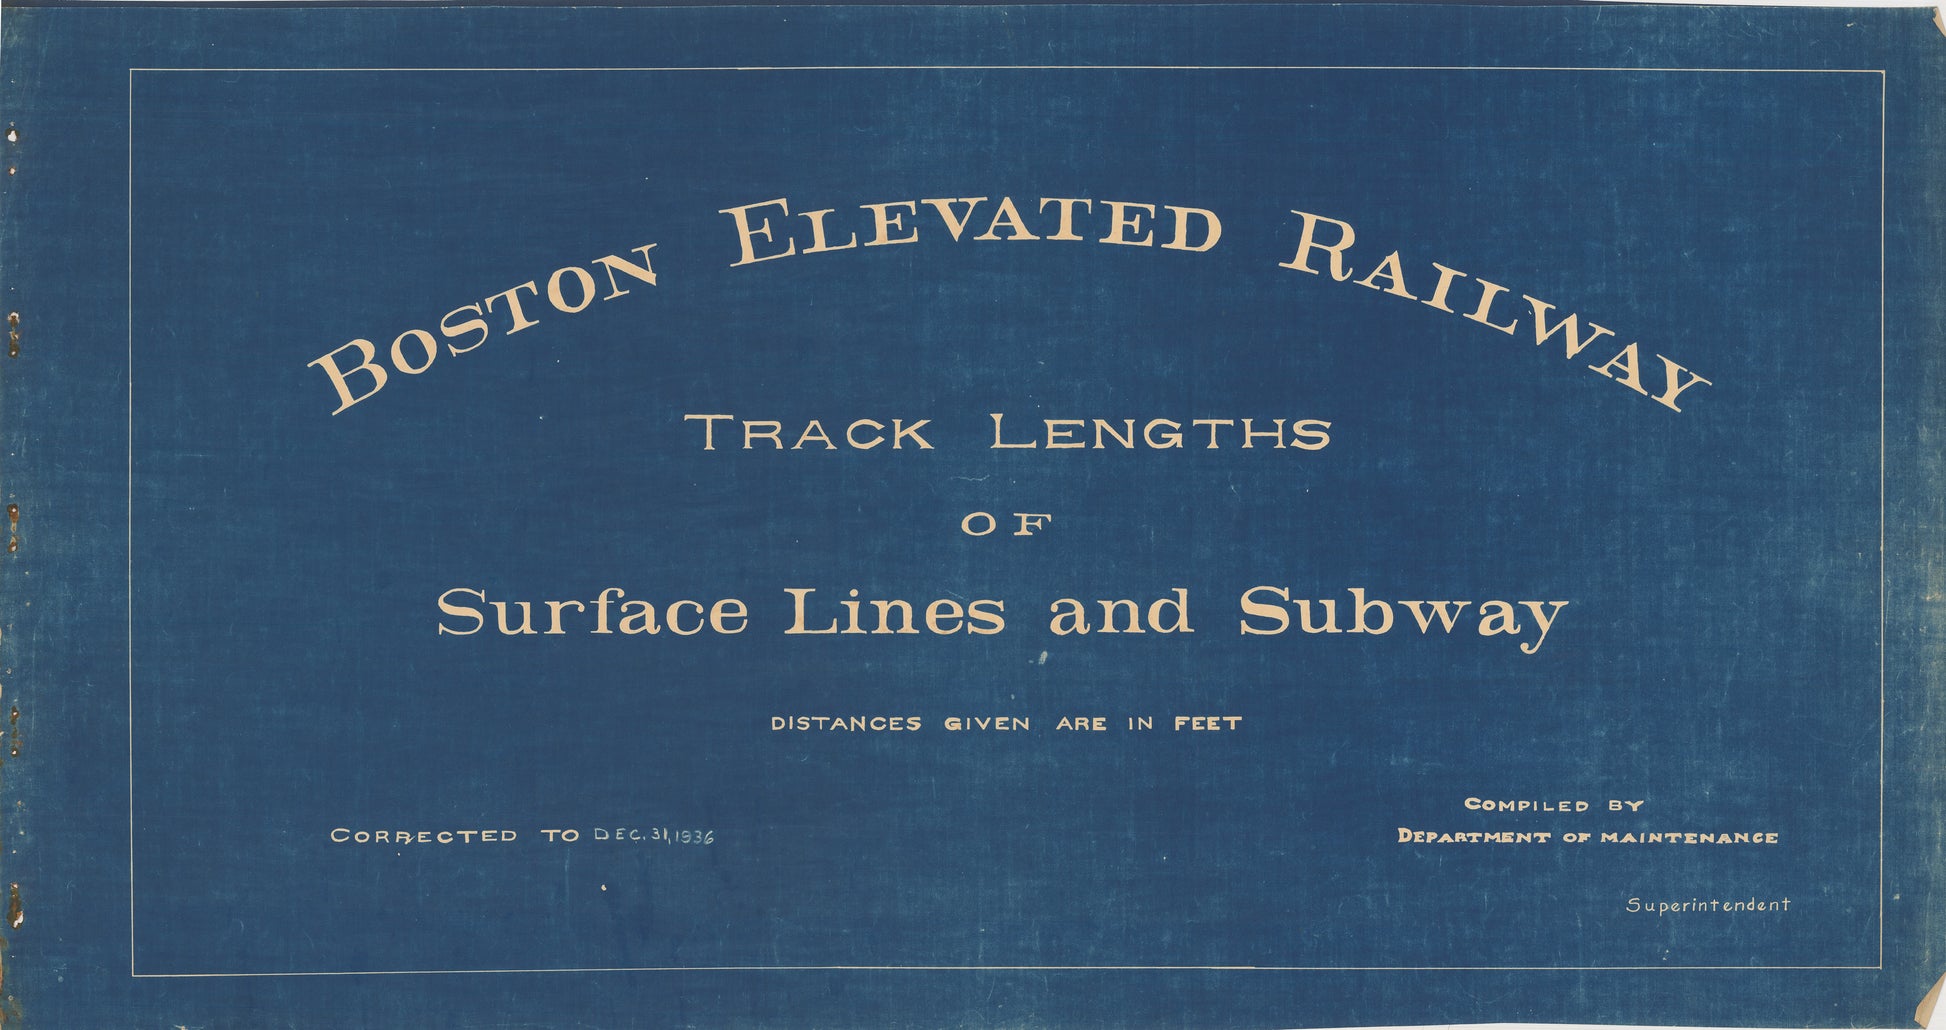 BOSTON ELEVATED RAILWAY
TRACK LENGTHS
OF
Surface Lines and Subway
DISTANCES GIVEN ARE IN FEET
CORRECTED TO DEC. 31, 1936
COMPILED BY
DEPARTMENT OF MAINTENANCE
Superintendent